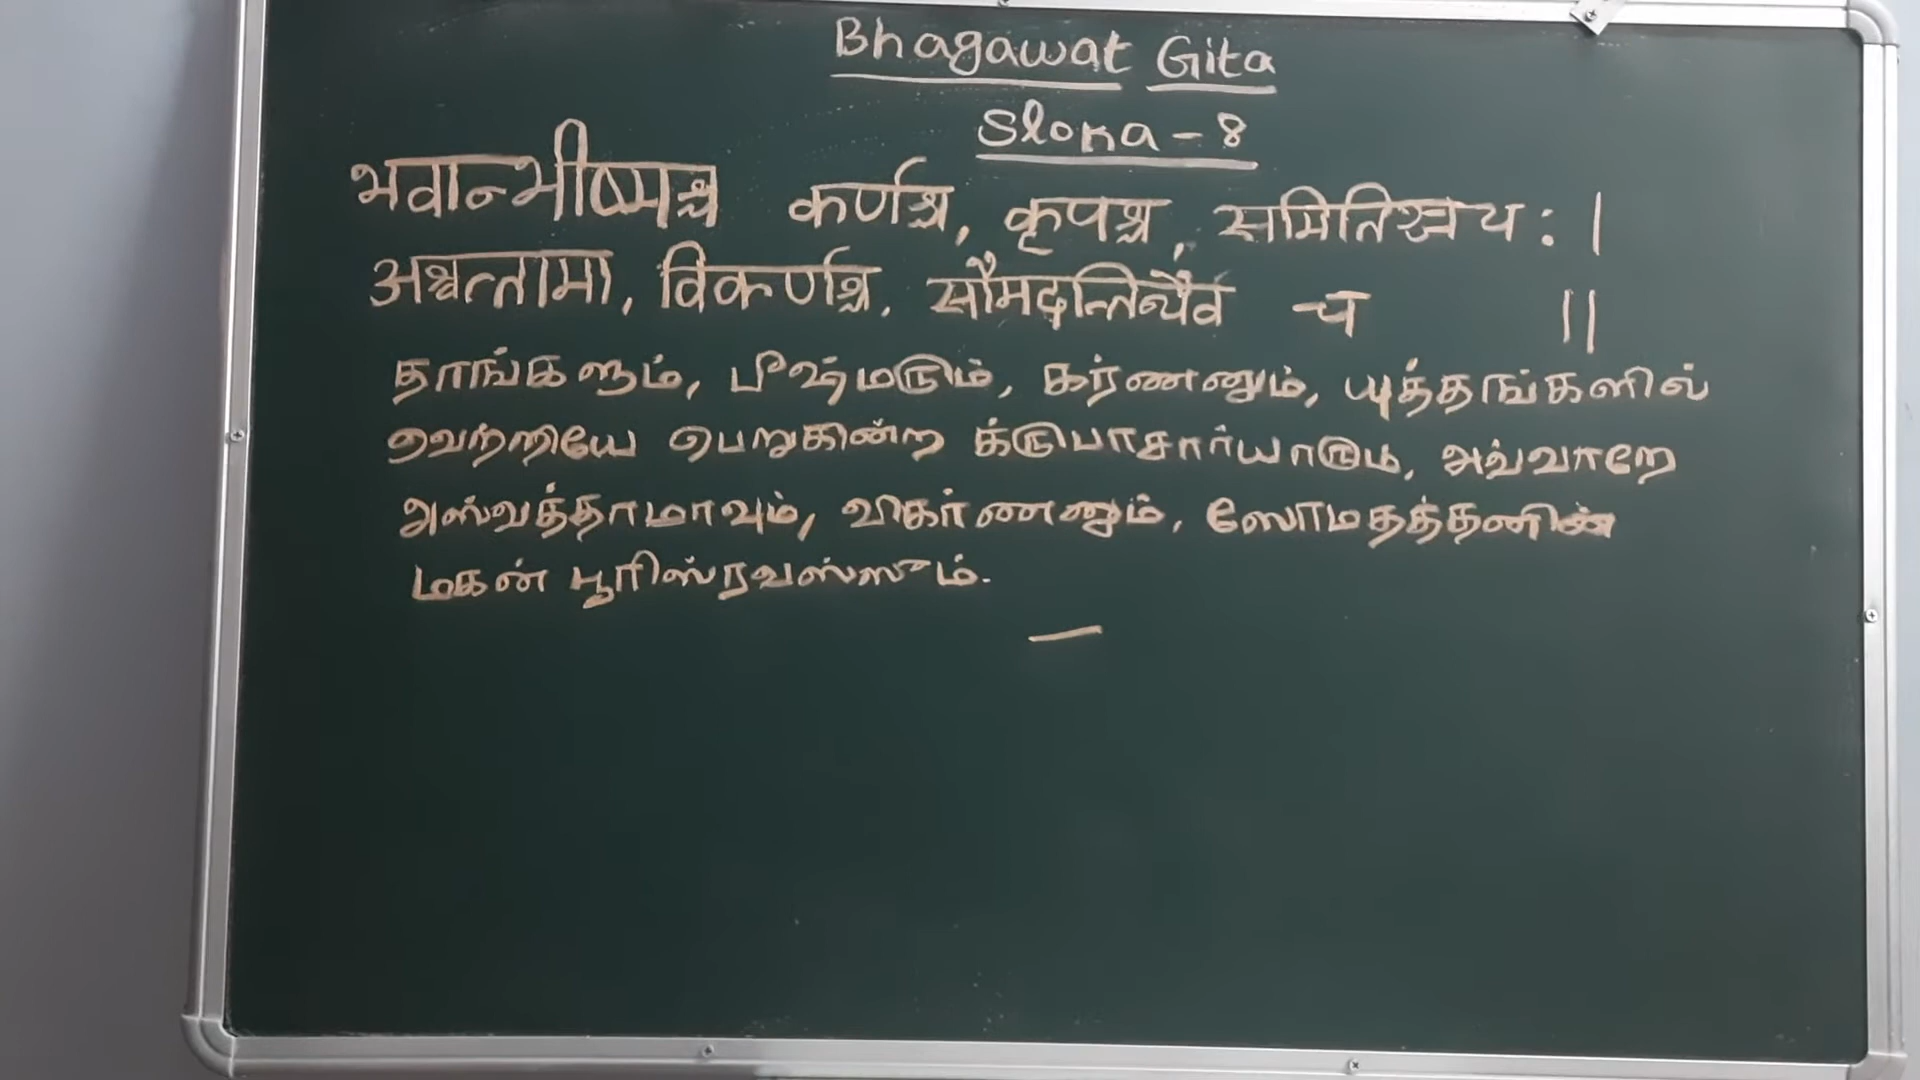 Bhagawat Gita
Sloka - 8
भवान्भीष्मश्च कर्णश्च, कृपश्च, समितिञ्जय: |
अश्वत्तामा, विकर्णश्च, सौमदत्तिश्चैव च ||
தாங்களும், பீஷ்மரும், கர்ணனும், யுத்தங்களில்
வெற்றியே பெறுகின்ற க்ருபாசார்யாரும், அவ்வாறே
அஸ்வத்தாமாவும், விகர்ணனும், ஸோமதத்தனின்
மகன் பூரிஸ்ரவஸ்ஸும்.